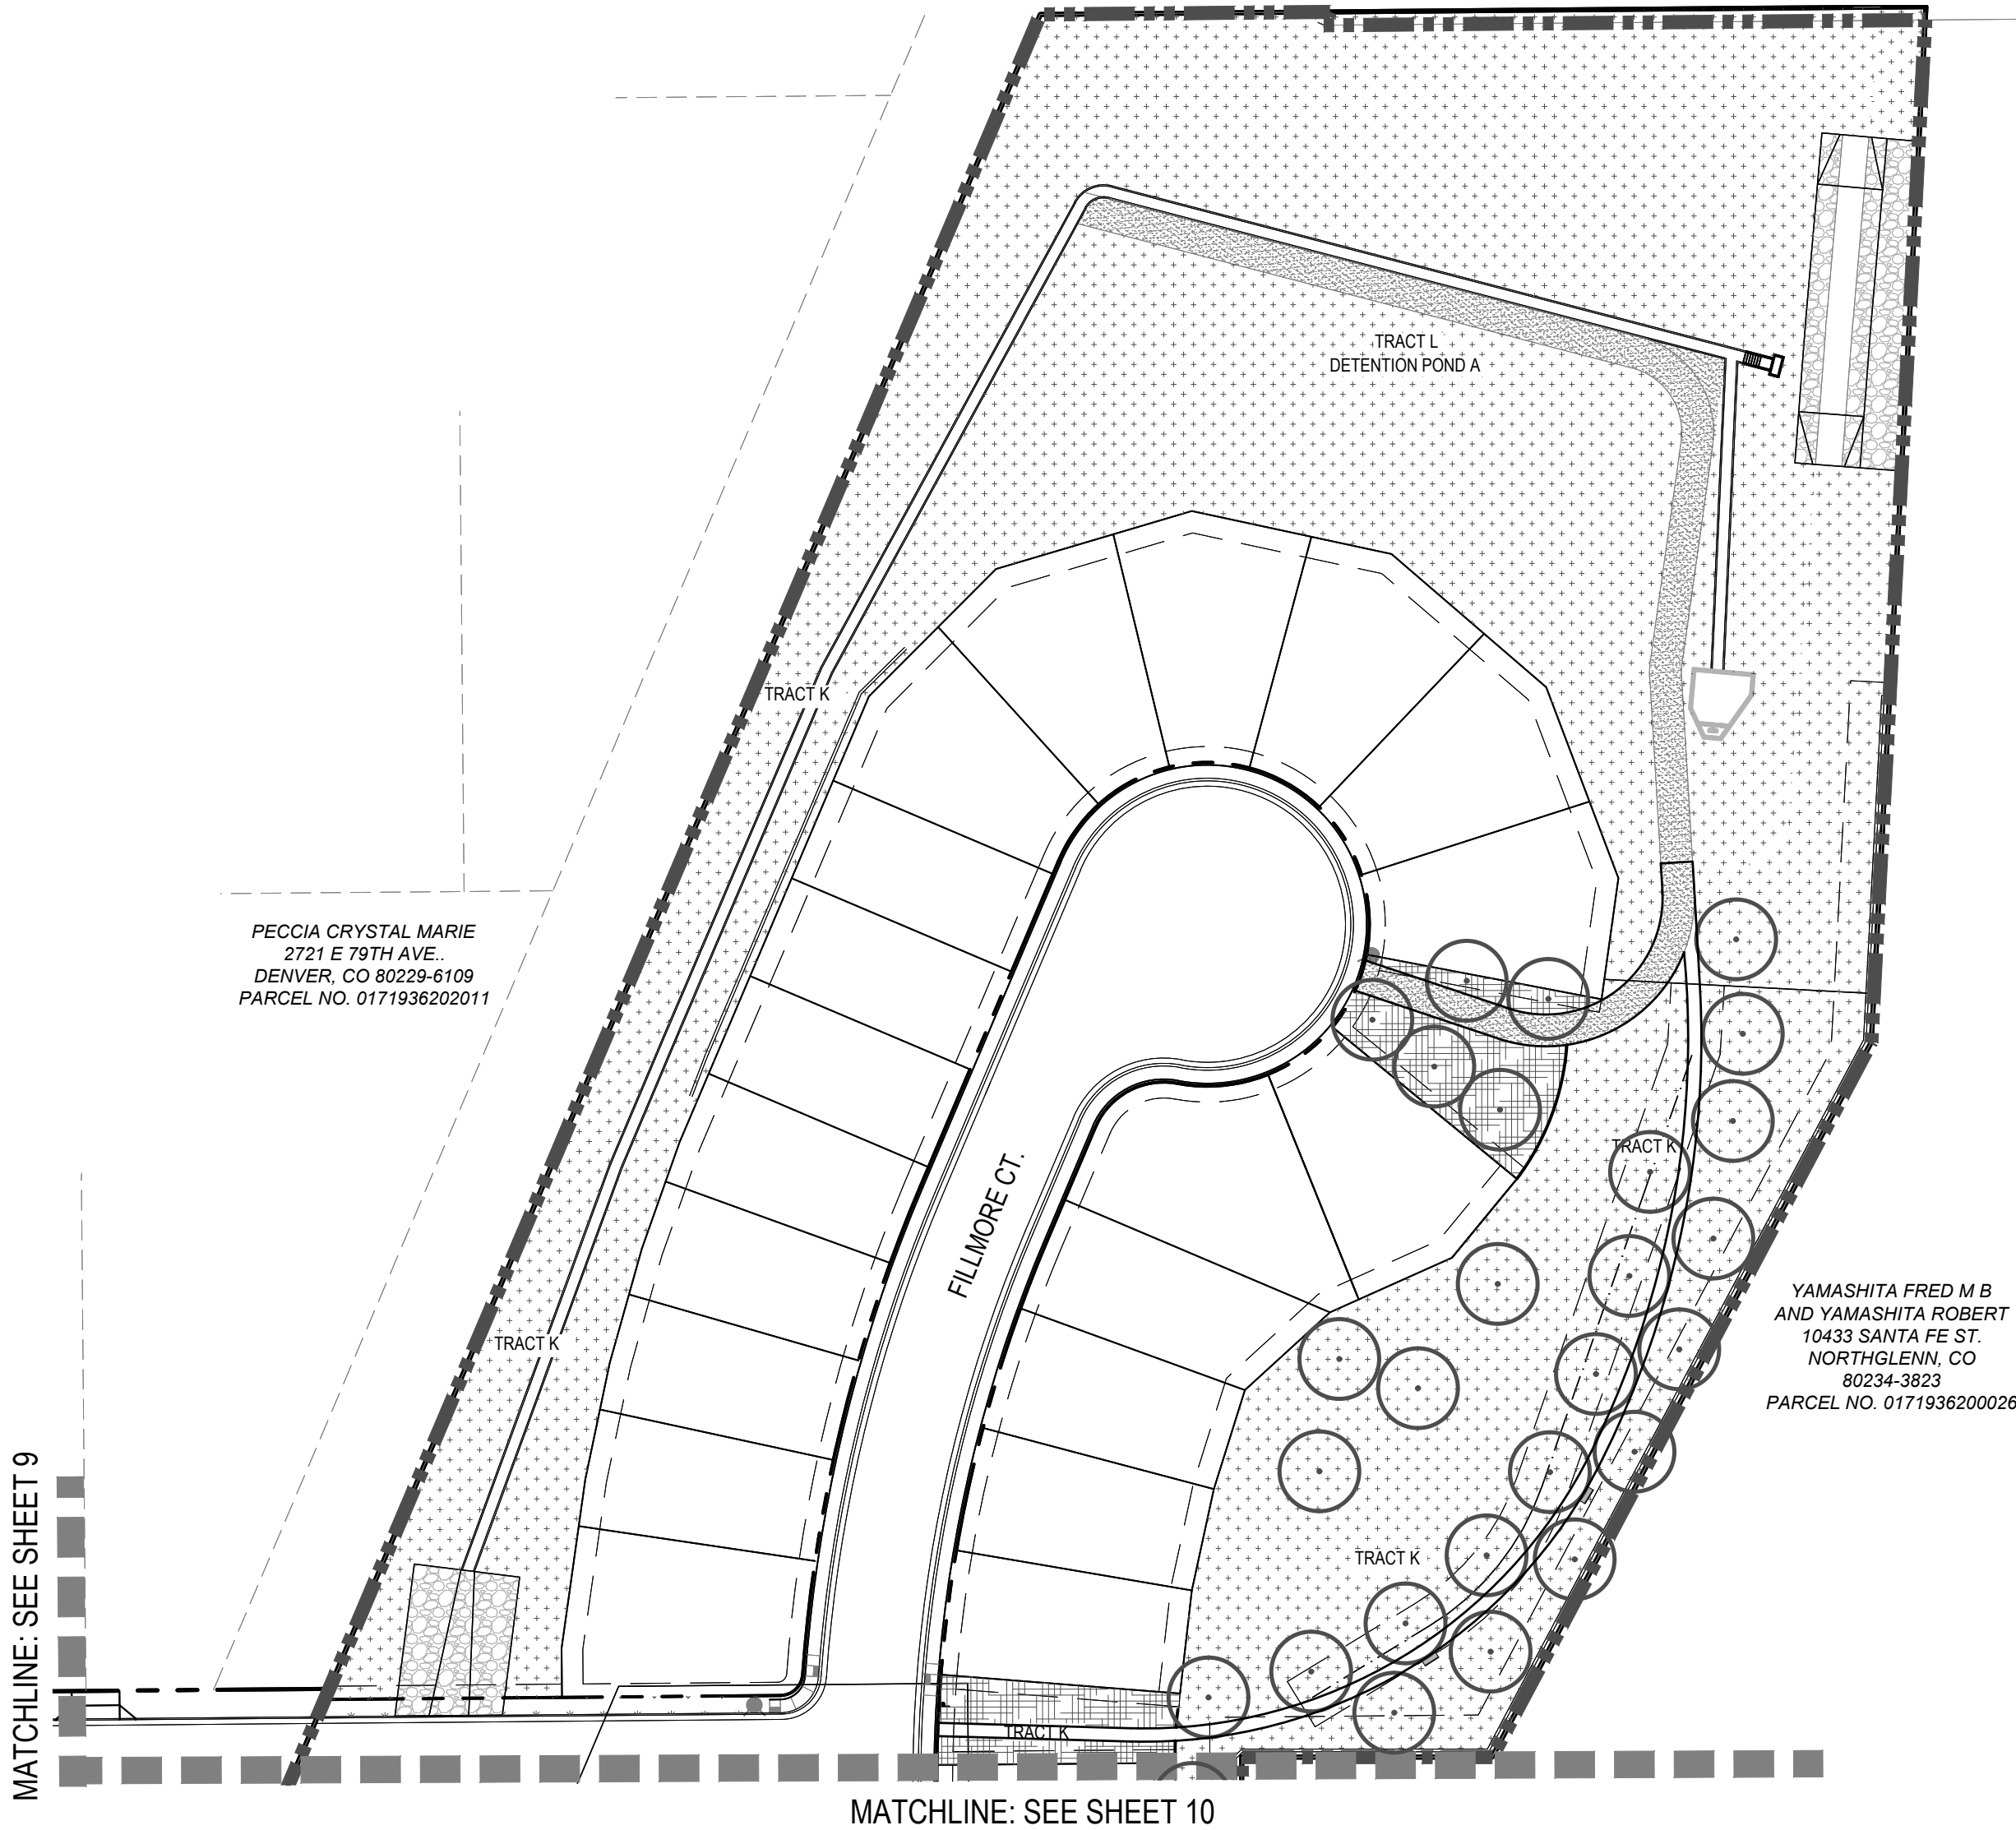 TRACT L
DETENTION POND A
TRACT K
PECCIA CRYSTAL MARIE
2721 E 79TH AVE..
DENVER, CO 80229-6109
PARCEL NO. 0171936202011
TRACT K
FILLMORE CT.
YAMASHITA FRED M B
AND YAMASHITA ROBERT
10433 SANTA FE ST.
NORTHGLENN, CO
80234-3823
PARCEL NO. 0171936200026
TRACT K
TRACT K
TRACT K
MATCHLINE: SEE SHEET 9
MATCHLINE: SEE SHEET 10